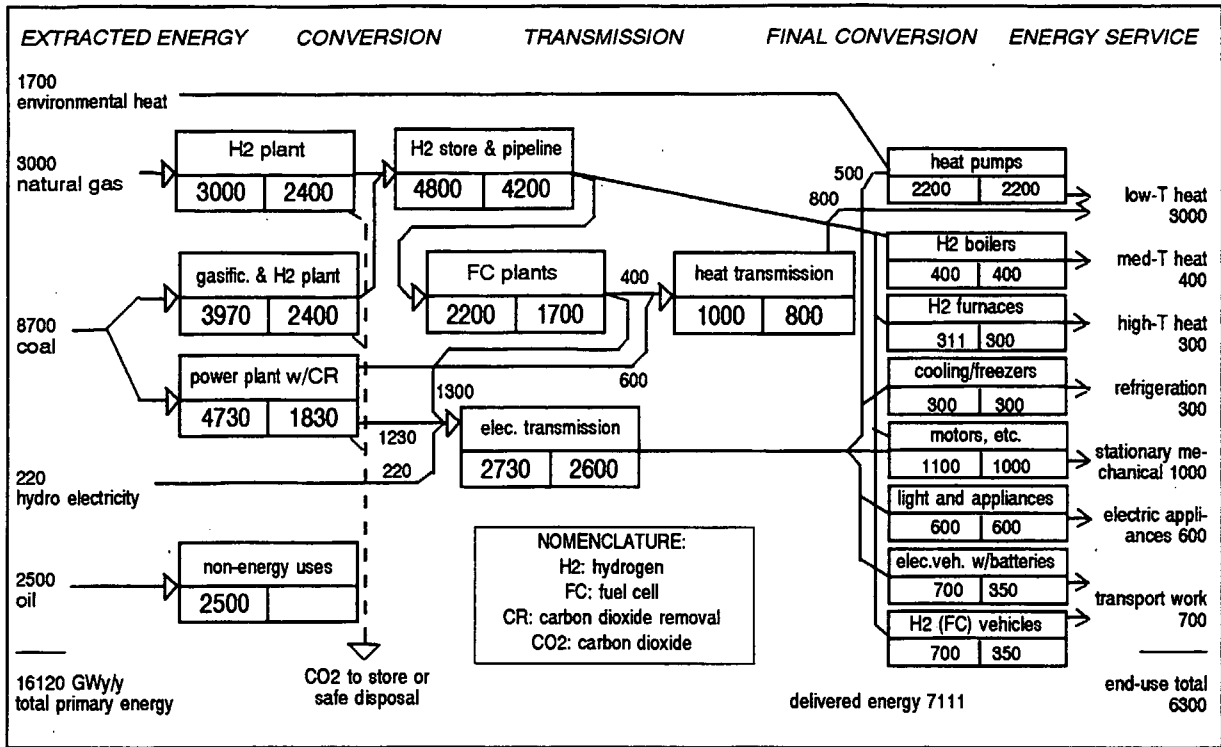 EXTRACTED ENERGY CONVERSION TRANSMISSION FINAL CONVERSION ENERGY SERVICE
1700
environmental heat
3000
natural gas
8700
coal
220
hydro electricity
2500
oil
16120 GWy/y
total primary energy
H2 plant
3000 2400
gasific. & H2 plant
3970 2400
power plant w/CR
4730 1830
non-energy uses
2500
CO2 to store or
safe disposal
H2 store & pipeline
4800 4200
FC plants
2200 1700
400
600
1300
1230
220
elec. transmission
2730 2600
heat transmission
1000 800
500
800
NOMENCLATURE:
H2: hydrogen
FC: fuel cell
CR: carbon dioxide removal
CO2: carbon dioxide
heat pumps
2200 2200
H2 boilers
400 400
H2 furnaces
311 300
cooling/freezers
300 300
motors, etc.
1100 1000
light and appliances
600 600
elec.veh. w/batteries
700 350
H2 (FC) vehicles
700 350
delivered energy 7111
low-T heat
3000
med-T heat
400
high-T heat
300
refrigeration
300
stationary me-
chanical 1000
electric appli-
ances 600
transport work
700
end-use total
6300